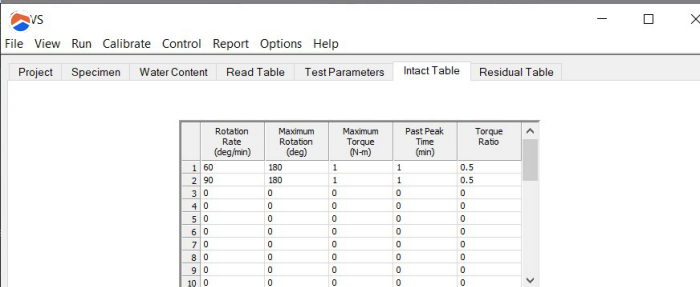 VS
File View Run Calibrate Control Report Options Help
Project Specimen Water Content Read Table Test Parameters Intact Table Residual Table
Rotation Rate (deg/min) Maximum Rotation (deg) Maximum Torque (N-m) Past Peak Time (min) Torque Ratio
1 60 180 1 1 0.5
2 90 180 1 1 0.5
3 0 0 0 0 0
4 0 0 0 0 0
5 0 0 0 0 0
6 0 0 0 0 0
7 0 0 0 0 0
8 0 0 0 0 0
9 0 0 0 0 0
10 0 0 0 0 0